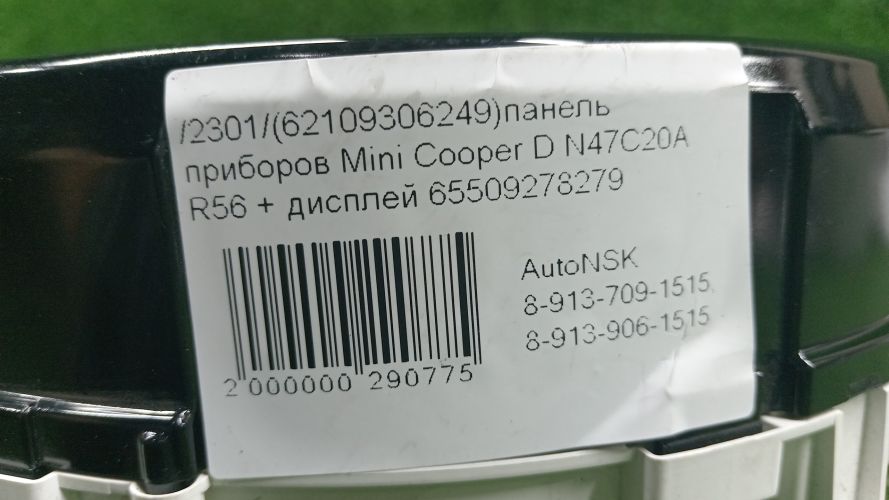 /2301/(62109306249)панель
приборов Mini Cooper D N47C20A
R56 + дисплей 65509278279
AutoNSK
8-913-709-1515
8-913-906-1515
2 000000 290775